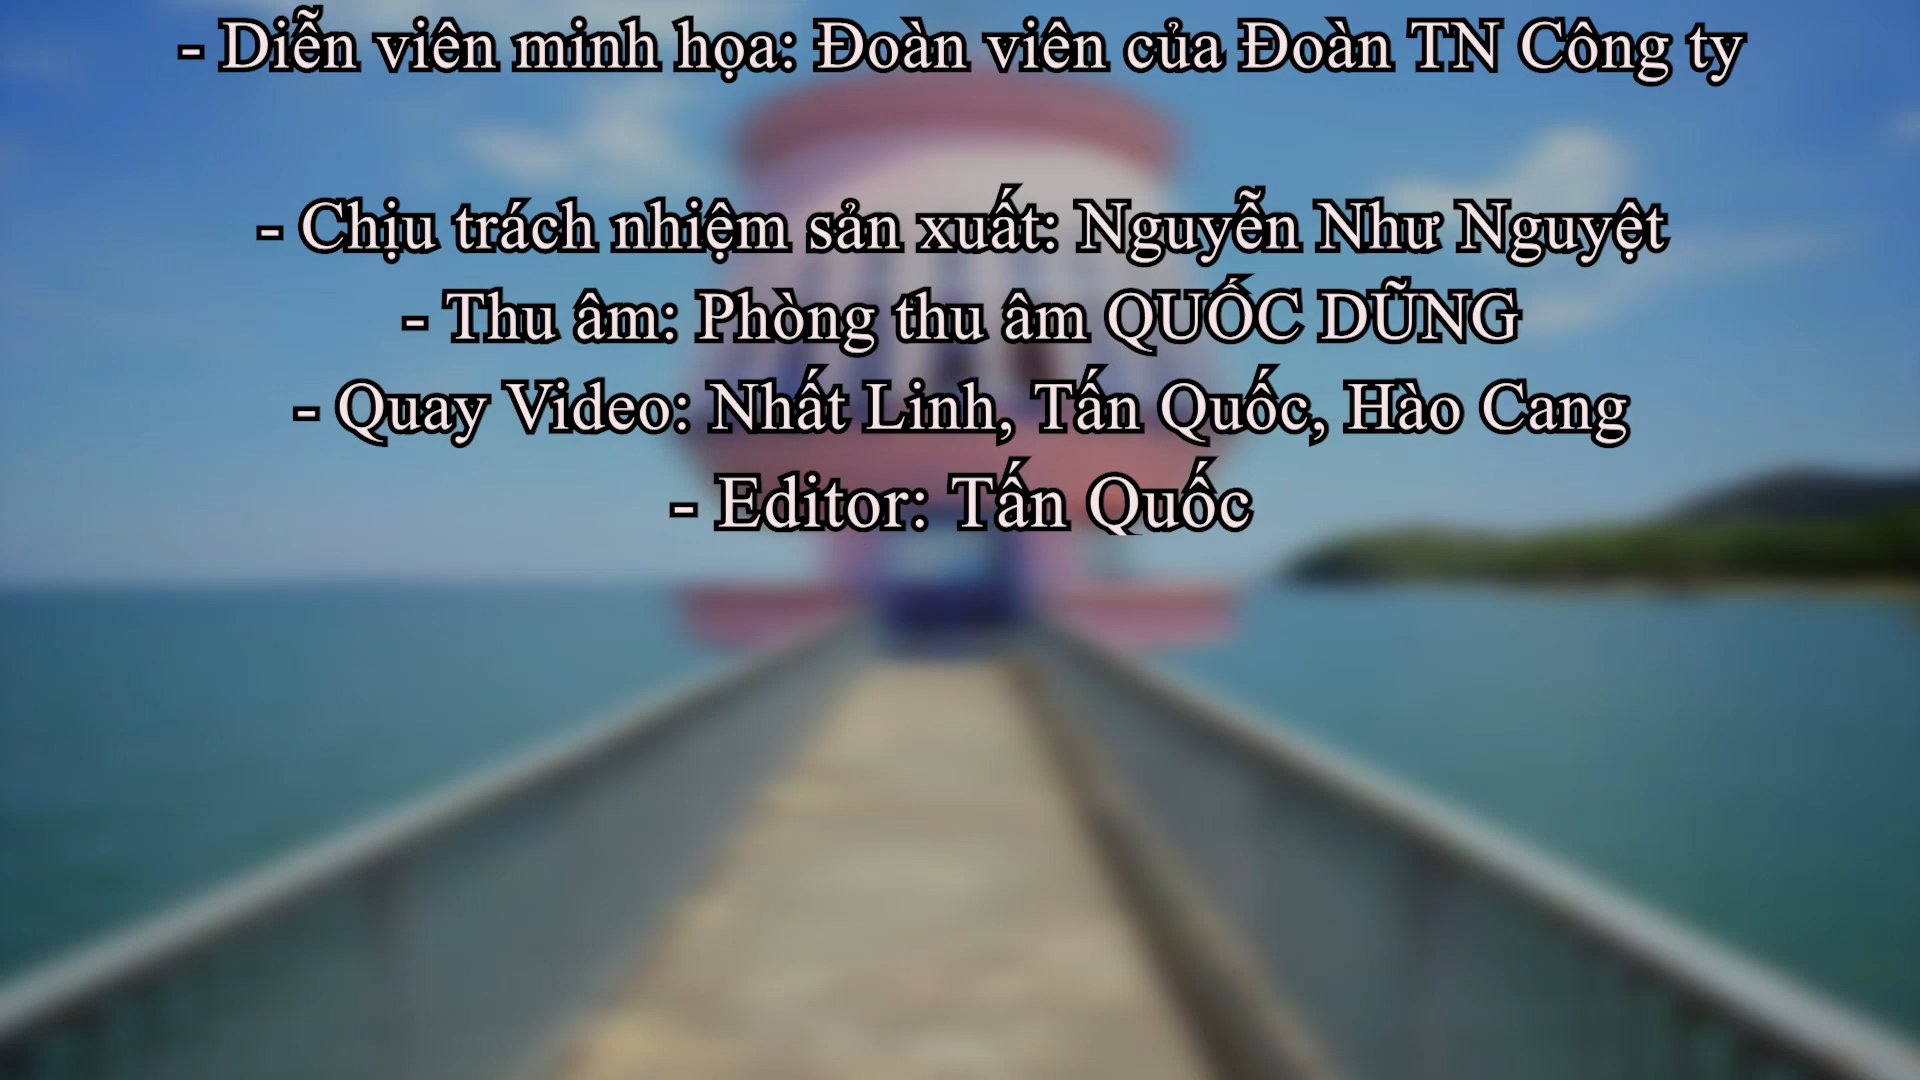 - Diễn viên minh họa: Đoàn viên của Đoàn TN Công ty
- Chịu trách nhiệm sản xuất: Nguyễn Như Nguyệt
- Thu âm: Phòng thu âm QUỐC DŨNG
- Quay Video: Nhất Linh, Tấn Quốc, Hào Cang
- Editor: Tấn Quốc